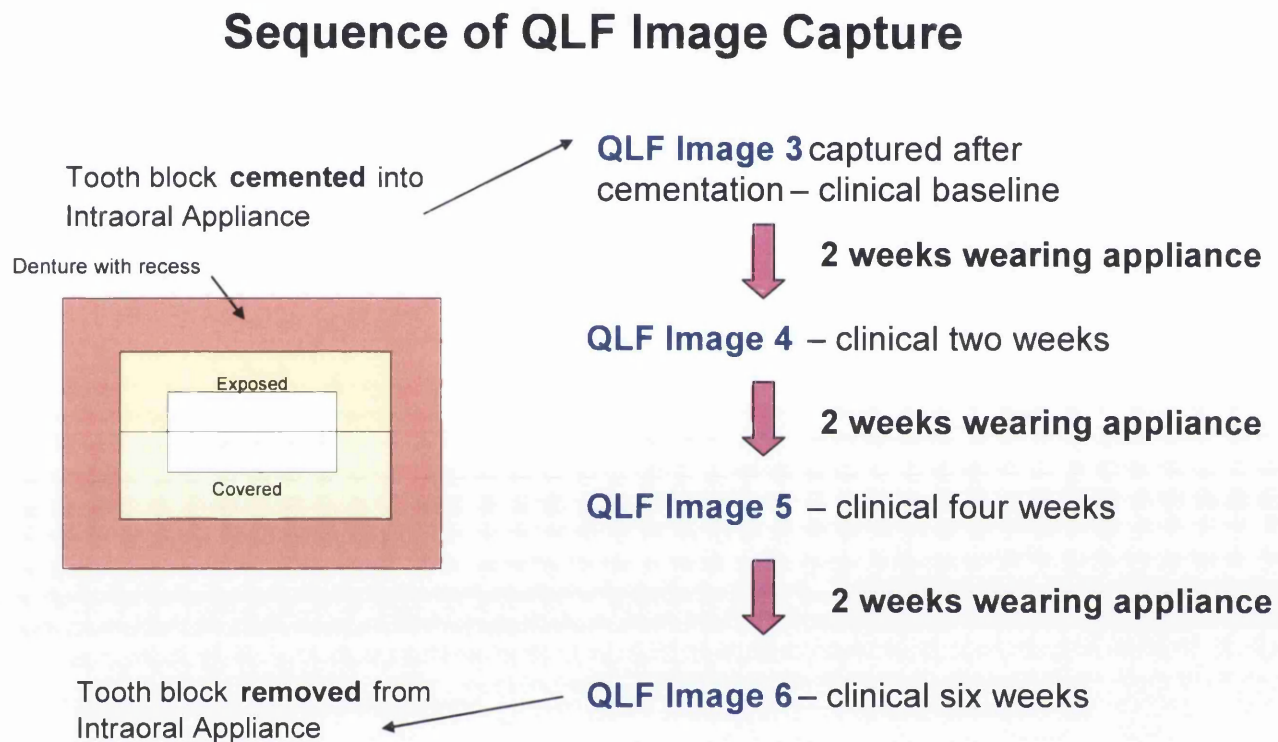 Sequence of QLF Image Capture
Tooth block cemented into
Intraoral Appliance
Denture with recess
Exposed
Covered
QLF Image 3 captured after
cementation – clinical baseline
2 weeks wearing appliance
QLF Image 4 – clinical two weeks
2 weeks wearing appliance
QLF Image 5 – clinical four weeks
2 weeks wearing appliance
QLF Image 6 – clinical six weeks
Tooth block removed from
Intraoral Appliance